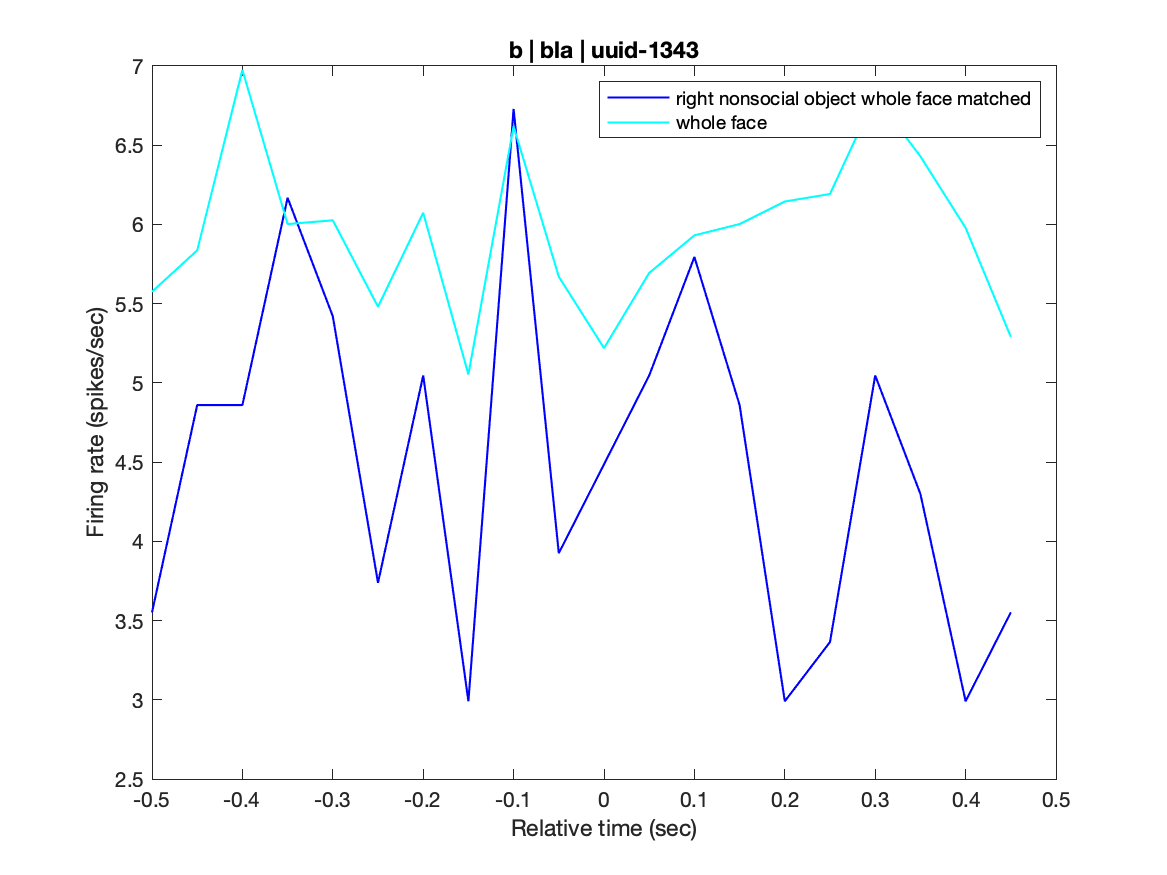 b | bla | uuid-1343
7
right nonsocial object whole face matched
whole face
6.5
6
5.5
5
4.5
4
3.5
3
2.5
Firing rate (spikes/sec)
-0.5 -0.4 -0.3 -0.2 -0.1 0 0.1 0.2 0.3 0.4 0.5
Relative time (sec)